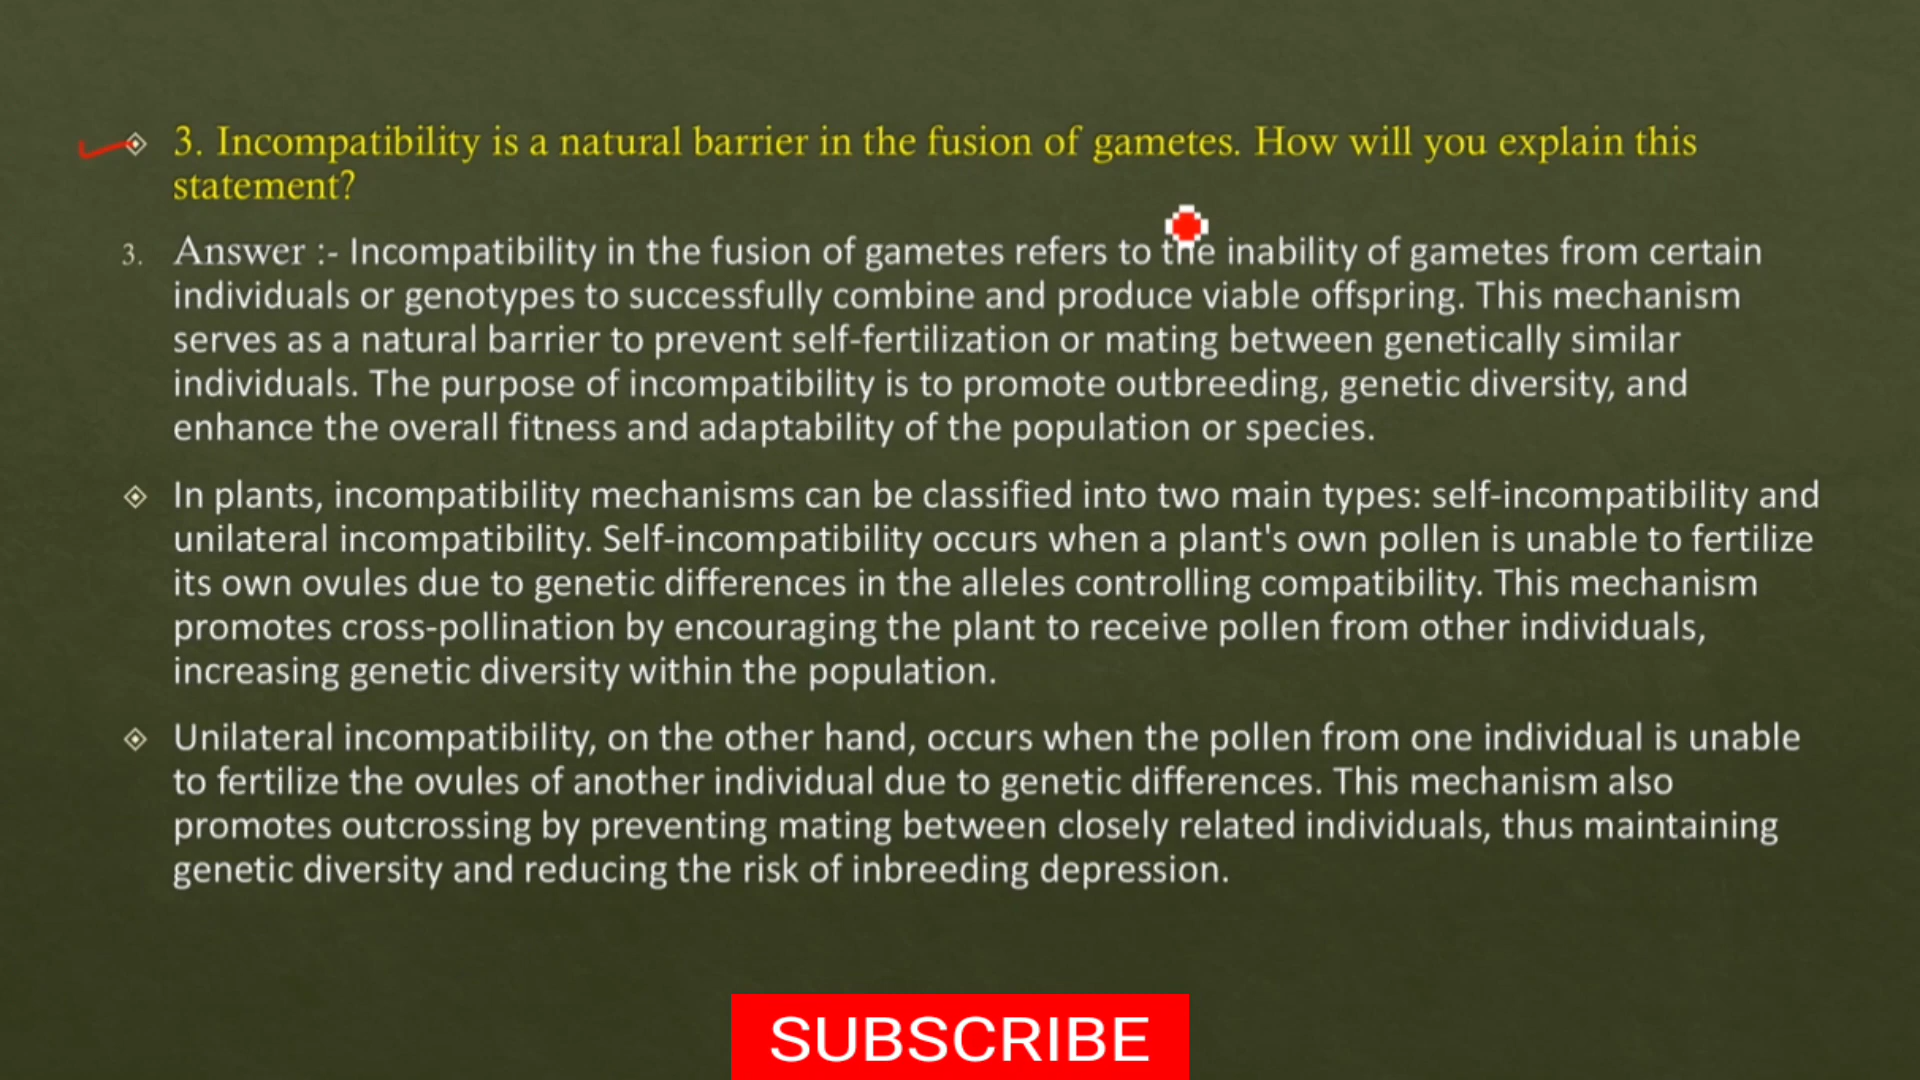 3. Incompatibility is a natural barrier in the fusion of gametes. How will you explain this
statement?
3. Answer :- Incompatibility in the fusion of gametes refers to the inability of gametes from certain
individuals or genotypes to successfully combine and produce viable offspring. This mechanism
serves as a natural barrier to prevent self-fertilization or mating between genetically similar
individuals. The purpose of incompatibility is to promote outbreeding, genetic diversity, and
enhance the overall fitness and adaptability of the population or species.
In plants, incompatibility mechanisms can be classified into two main types: self-incompatibility and
unilateral incompatibility. Self-incompatibility occurs when a plant's own pollen is unable to fertilize
its own ovules due to genetic differences in the alleles controlling compatibility. This mechanism
promotes cross-pollination by encouraging the plant to receive pollen from other individuals,
increasing genetic diversity within the population.
Unilateral incompatibility, on the other hand, occurs when the pollen from one individual is unable
to fertilize the ovules of another individual due to genetic differences. This mechanism also
promotes outcrossing by preventing mating between closely related individuals, thus maintaining
genetic diversity and reducing the risk of inbreeding depression.
SUBSCRIBE